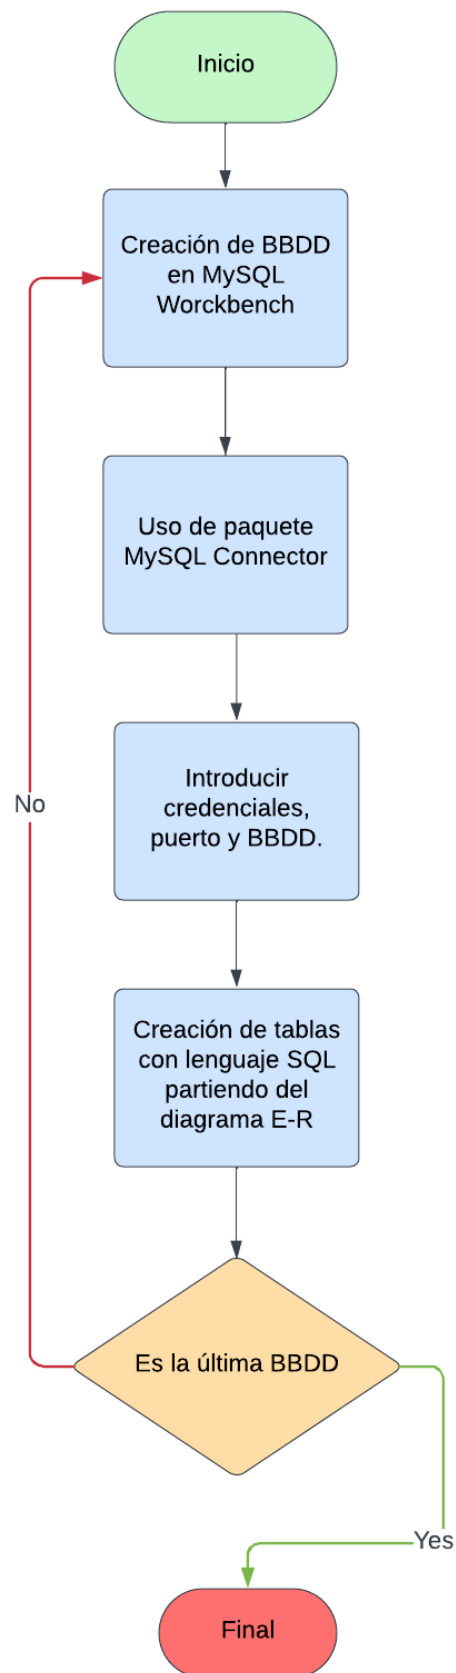 Inicio
Creación de BBDD
en MySQL
Worckbench
Uso de paquete
MySQL Connector
Introducir
credenciales,
puerto y BBDD.
No
Creación de tablas
con lenguaje SQL
partiendo del
diagrama E-R
Es la última BBDD
Yes
Final